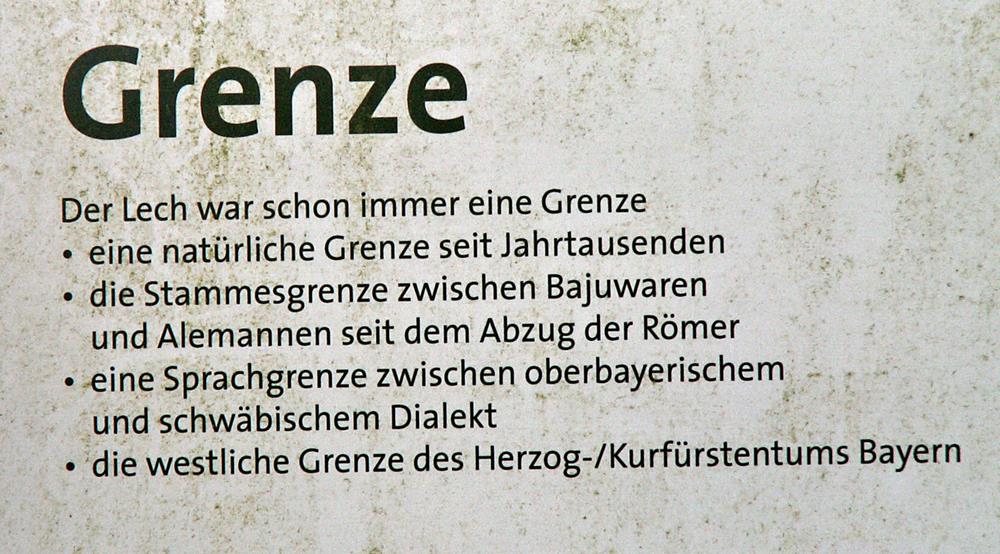 Grenze
Der Lech war schon immer eine Grenze
• eine natürliche Grenze seit Jahrtausenden
• die Stammesgrenze zwischen Bajuwaren
und Alemannen seit dem Abzug der Römer
• eine Sprachgrenze zwischen oberbayerischem
und schwäbischem Dialekt
• die westliche Grenze des Herzog-/Kurfürstentums Bayern